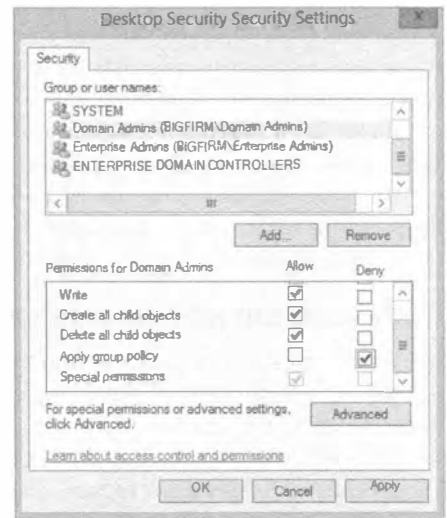 Desktop Security Security Settings
X
Security
Group or user names:
SYSTEM
Domain Admins (BIGFIRM\Domain Admins)
Enterprise Admins (BIGFIRM\Enterprise Admins)
ENTERPRISE DOMAIN CONTROLLERS
Add... Remove
Permissions for Domain Admins Allow Deny
Write
Create all child objects
Delete all child objects
Apply group policy
Special permissions
For special permissions or advanced settings,
click Advanced.
Advanced
Learn about access control and permissions
OK Cancel Apply